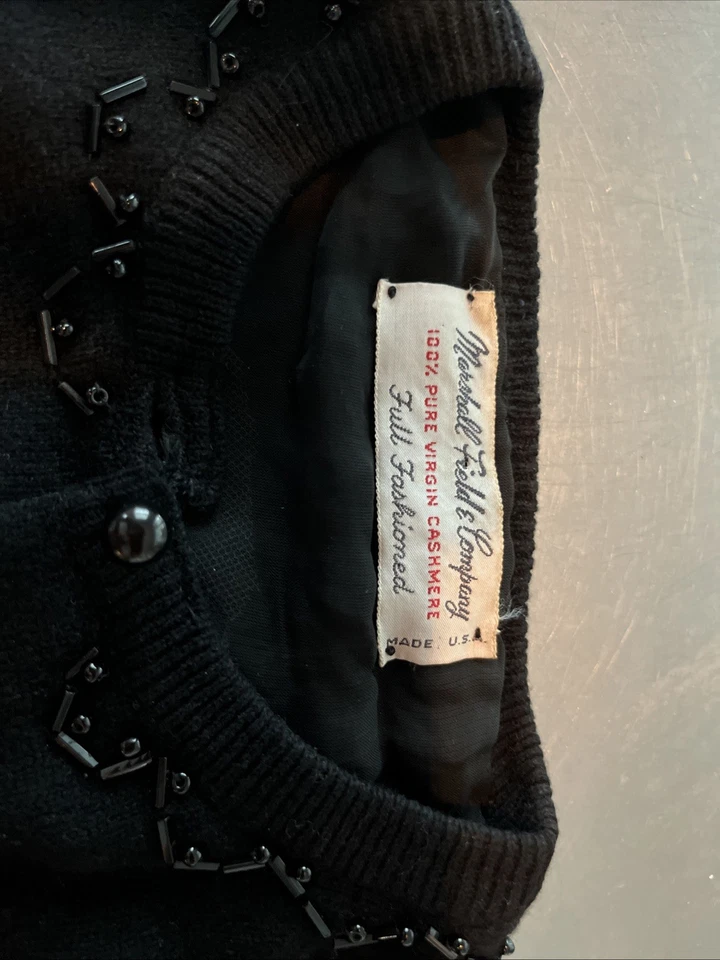 Marshall Field & Company
100% PURE VIRGIN CASHMERE
Full Fashioned
MADE U.S.A.